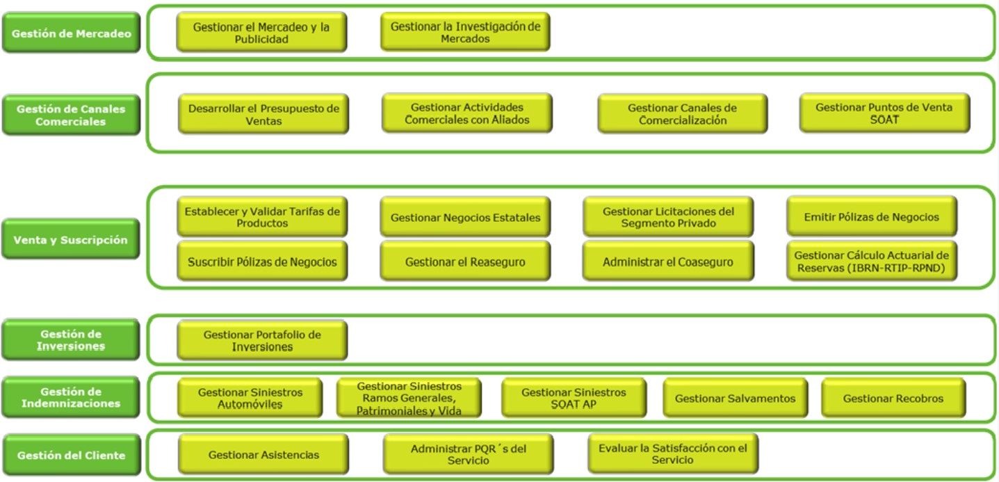 Gestión de Mercadeo
Gestionar el Mercadeo y la
Publicidad
Gestionar la Investigación de
Mercados
Gestión de Canales
Comerciales
Desarrollar el Presupuesto de
Ventas
Gestionar Actividades
Comerciales con Aliados
Gestionar Canales de
Comercialización
Gestionar Puntos de Venta
SOAT
Venta y Suscripción
Establecer y Validar Tarifas de
Productos
Gestionar Negocios Estatales
Gestionar Licitaciones del
Segmento Privado
Emitir Pólizas de Negocios
Suscribir Pólizas de Negocios
Gestionar el Reaseguro
Administrar el Coaseguro
Gestionar Cálculo Actuarial de
Reservas (IBRN-RTIP-RPND)
Gestión de
Inversiones
Gestionar Portafolio de
Inversiones
Gestión de
Indemnizaciones
Gestionar Siniestros
Automóviles
Gestionar Siniestros
Ramos Generales,
Patrimoniales y Vida
Gestionar Siniestros
SOAT AP
Gestionar Salvamentos
Gestionar Recobros
Gestión del Cliente
Gestionar Asistencias
Administrar PQR´s del
Servicio
Evaluar la Satisfacción con el
Servicio